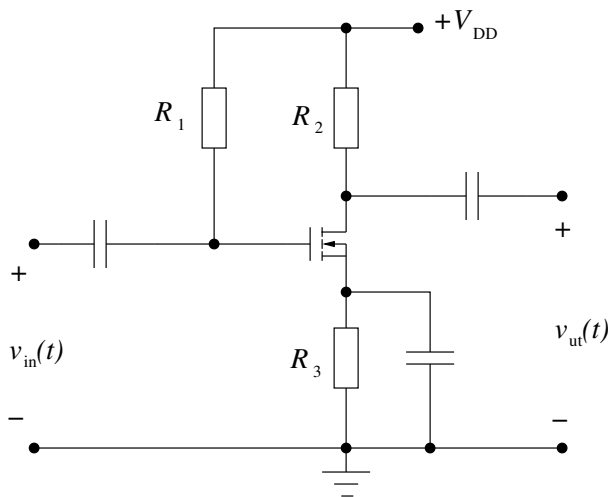 +V_DD
R_1
R_2
+
+
v_in(t)
R_3
v_ut(t)
−
−